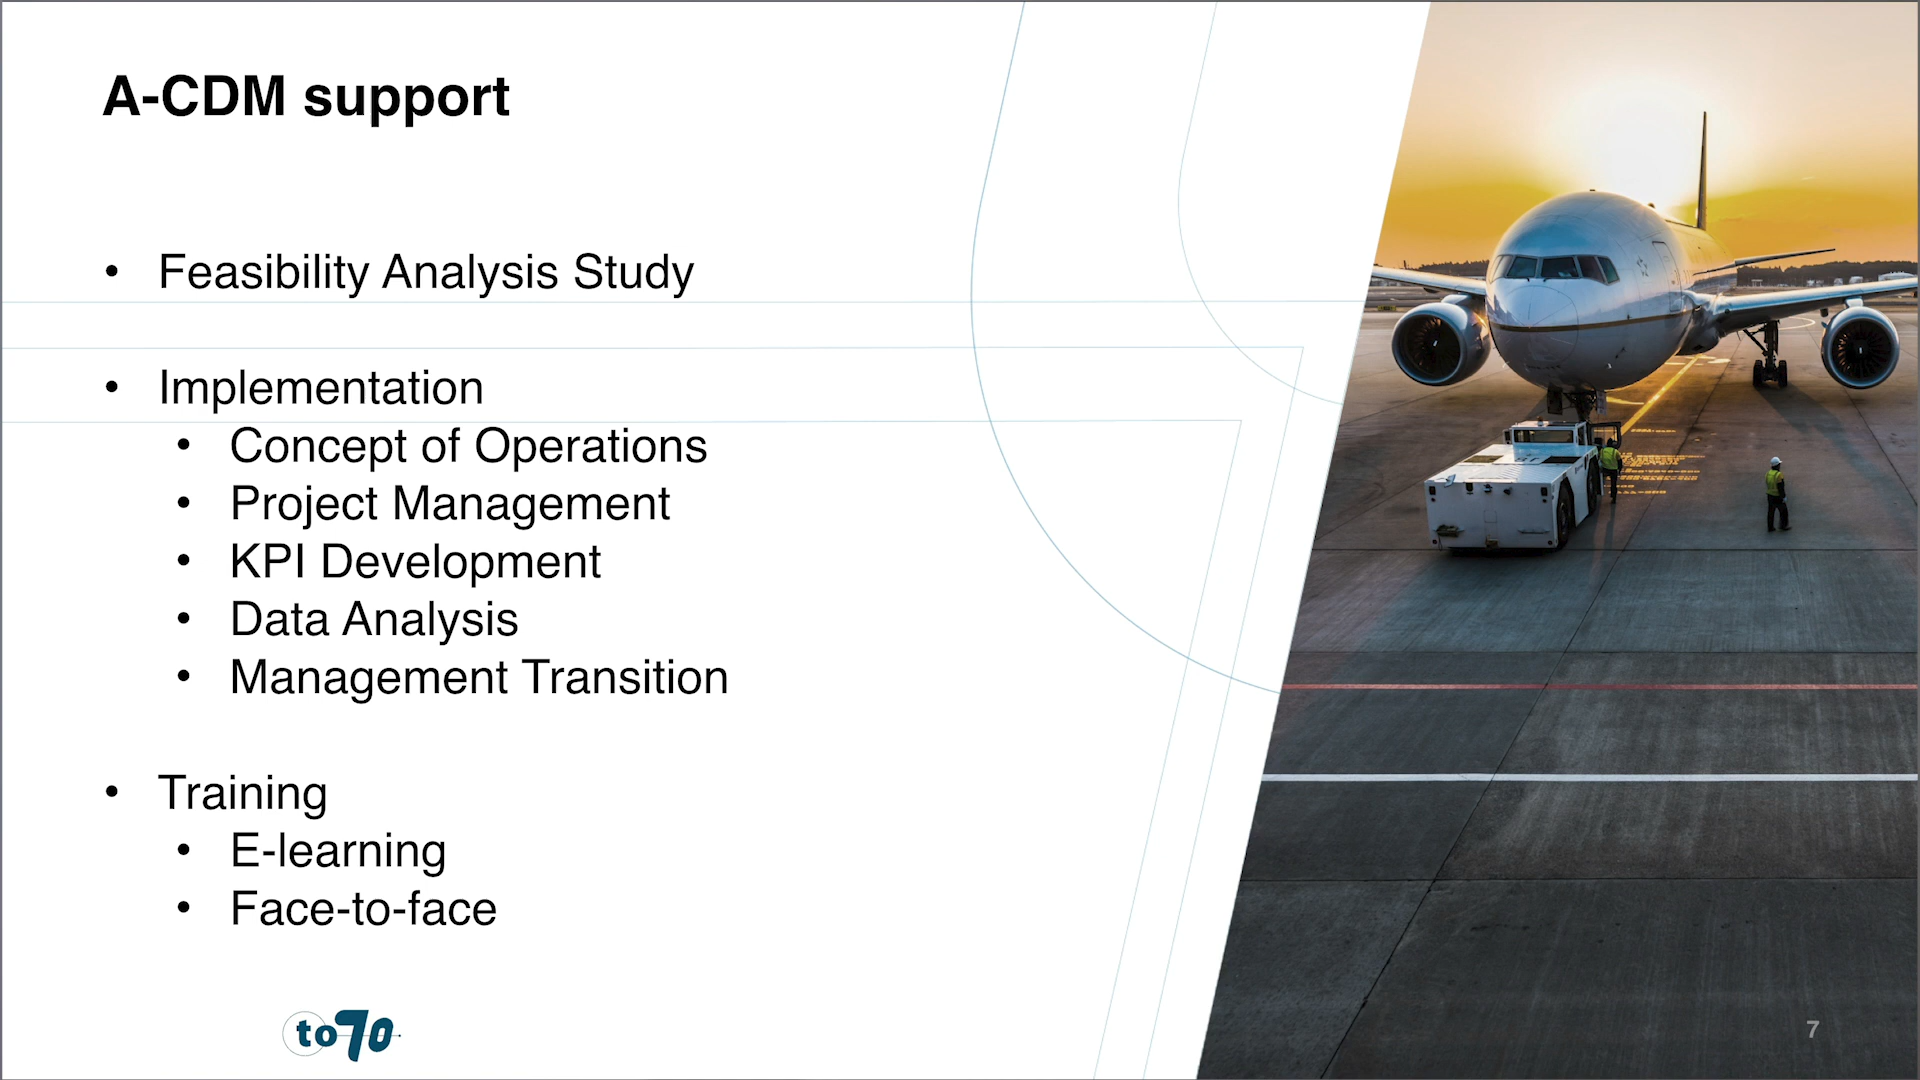 A-CDM support
• Feasibility Analysis Study
• Implementation
• Concept of Operations
• Project Management
• KPI Development
• Data Analysis
• Management Transition
• Training
• E-learning
• Face-to-face
to70
7